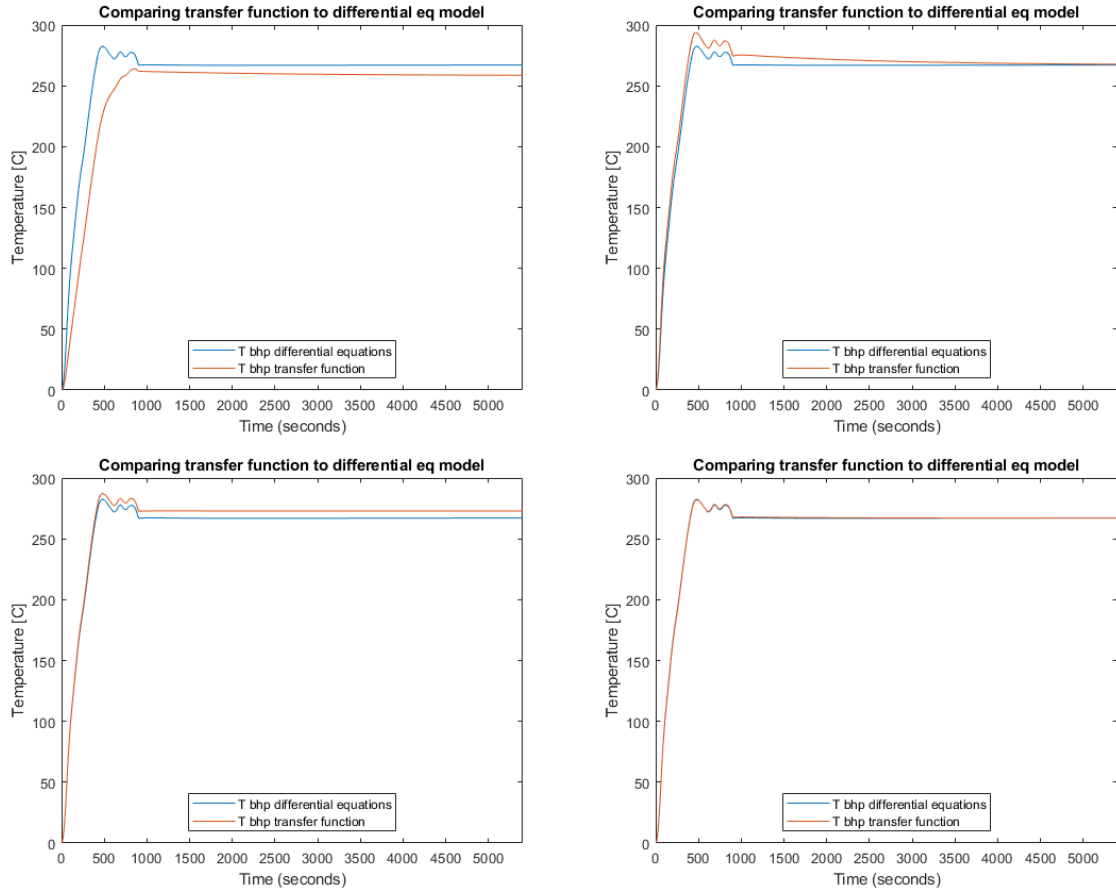 Comparing transfer function to differential eq model
300
250
200
150
100
50
0
Temperature [C]
T bhp differential equations
T bhp transfer function
0 500 1000 1500 2000 2500 3000 3500 4000 4500 5000
Time (seconds)
Comparing transfer function to differential eq model
300
250
200
150
100
50
0
Temperature [C]
T bhp differential equations
T bhp transfer function
0 500 1000 1500 2000 2500 3000 3500 4000 4500 5000
Time (seconds)
Comparing transfer function to differential eq model
300
250
200
150
100
50
0
Temperature [C]
T bhp differential equations
T bhp transfer function
0 500 1000 1500 2000 2500 3000 3500 4000 4500 5000
Time (seconds)
Comparing transfer function to differential eq model
300
250
200
150
100
50
0
Temperature [C]
T bhp differential equations
T bhp transfer function
0 500 1000 1500 2000 2500 3000 3500 4000 4500 5000
Time (seconds)